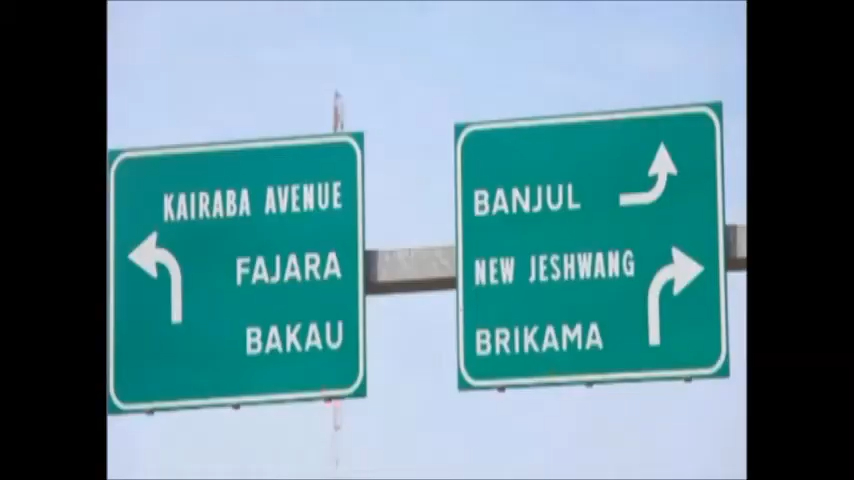 KAIRABA AVENUE
FAJARA
BAKAU
BANJUL
NEW JESHWANG
BRIKAMA